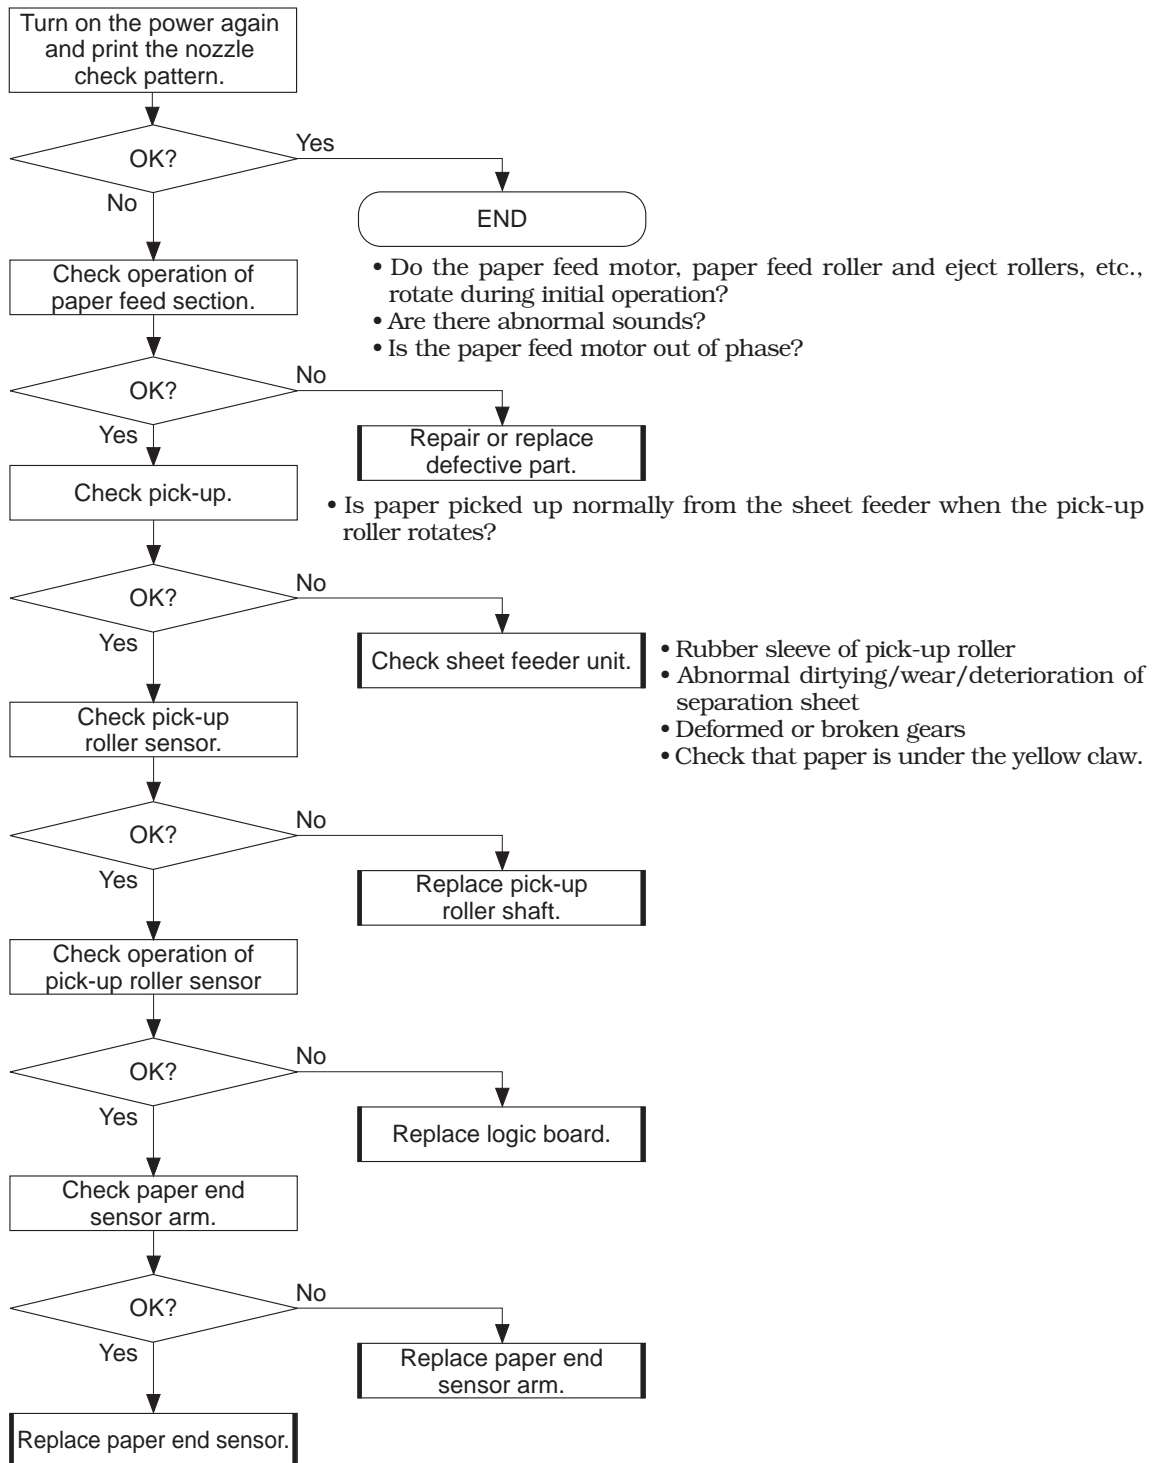 Turn on the power again
and print the nozzle
check pattern.
OK?
Yes
No
END
Check operation of
paper feed section.
• Do the paper feed motor, paper feed roller and eject rollers, etc.,
rotate during initial operation?
• Are there abnormal sounds?
• Is the paper feed motor out of phase?
OK?
No
Yes
Repair or replace
defective part.
Check pick-up.
• Is paper picked up normally from the sheet feeder when the pick-up
roller rotates?
OK?
No
Yes
Check sheet feeder unit.
• Rubber sleeve of pick-up roller
• Abnormal dirtying/wear/deterioration of
separation sheet
• Deformed or broken gears
• Check that paper is under the yellow claw.
Check pick-up
roller sensor.
OK?
No
Yes
Replace pick-up
roller shaft.
Check operation of
pick-up roller sensor
OK?
No
Yes
Replace logic board.
Check paper end
sensor arm.
OK?
No
Yes
Replace paper end
sensor arm.
Replace paper end sensor.